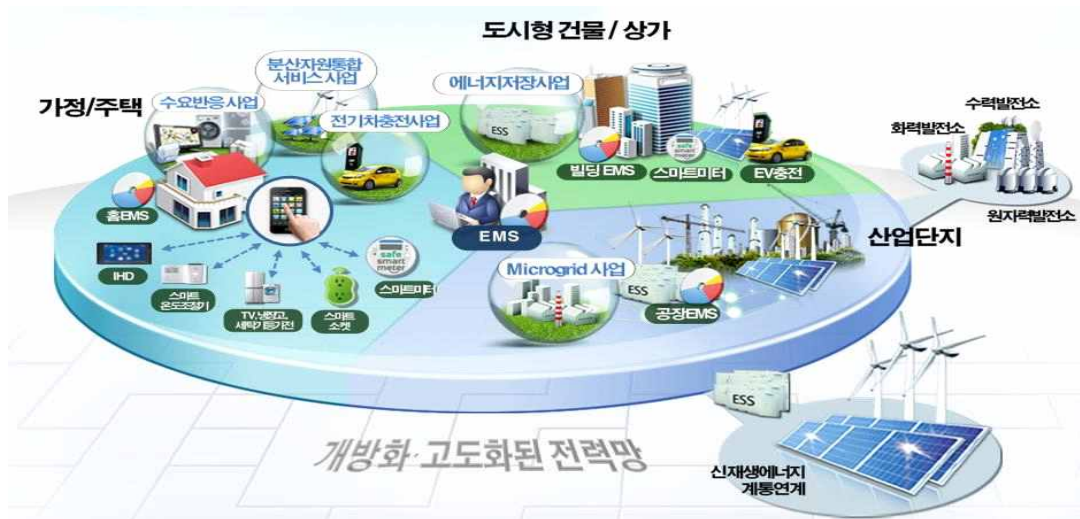 도시형 건물 / 상가
분산자원통합
서비스 사업
에너지저장사업
가정/주택
수요반응 사업
전기차충전사업
수력발전소
화력발전소
원자력발전소
ESS
safe
smart
meter
빌딩 EMS
스마트미터
EV충전
홈EMS
EMS
산업단지
safe
smart
meter
IHD
스마트
온도조절기
TV, 냉장고,
세탁기 등 가전
스마트
소켓
스마트미터
Microgrid 사업
ESS
공장EMS
ESS
개방화·고도화된 전력망
신재생에너지
계통연계